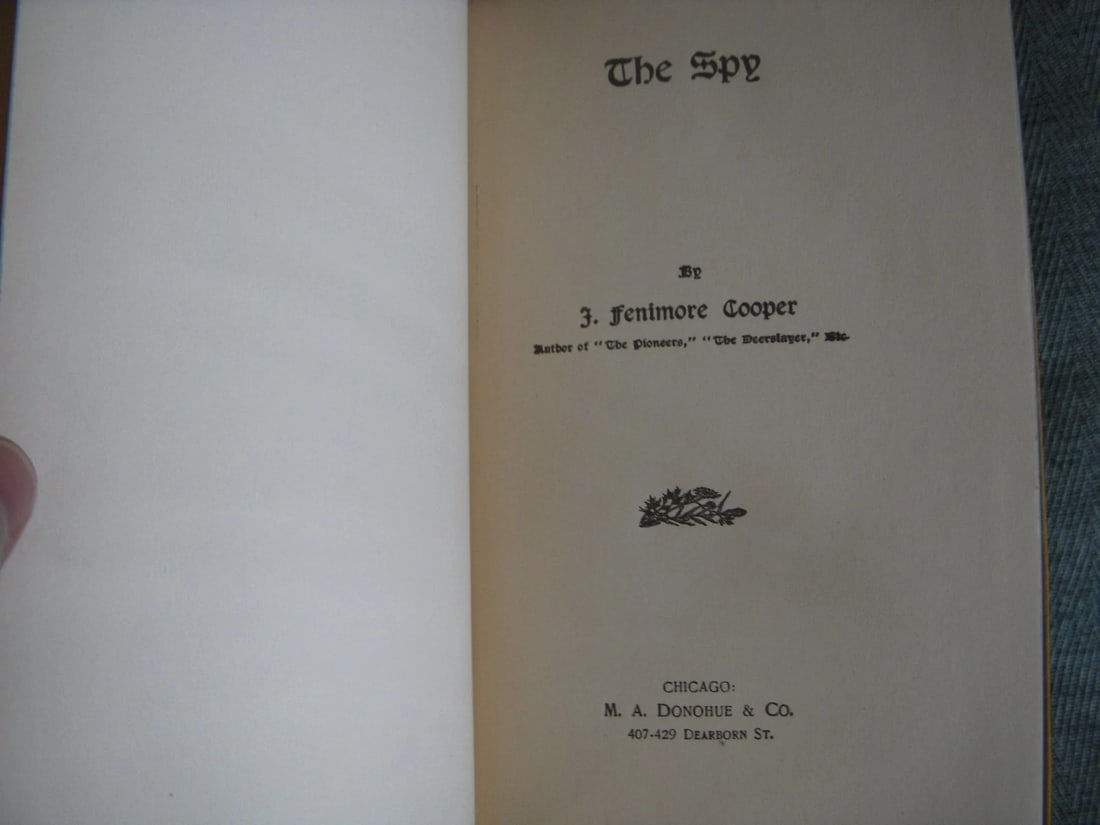 The Spy
By
J. Fenimore Cooper
Author of "The Pioneers," "The Deerslayer," Etc.
CHICAGO:
M. A. DONOHUE & CO.
407-429 DEARBORN ST.